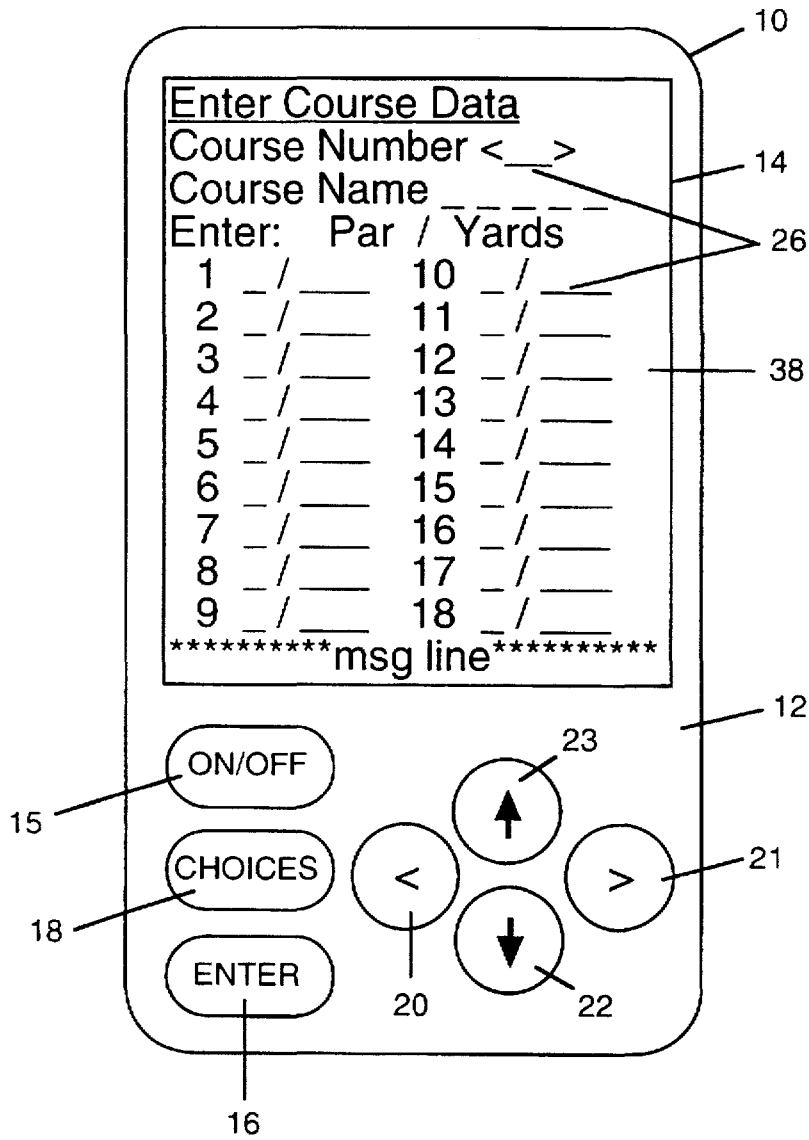 10
Enter Course Data
Course Number <__>
14
Course Name _ _ _ _ _
Enter: Par / Yards
26
1 _ / ___ 10 _ / ___
2 _ / ___ 11 _ / ___
3 _ / ___ 12 _ / ___
38
4 _ / ___ 13 _ / ___
5 _ / ___ 14 _ / ___
6 _ / ___ 15 _ / ___
7 _ / ___ 16 _ / ___
8 _ / ___ 17 _ / ___
9 _ / ___ 18 _ / ___
**********msg line**********
12
23
ON/OFF
15
CHOICES
<
>
21
18
ENTER
20
22
16